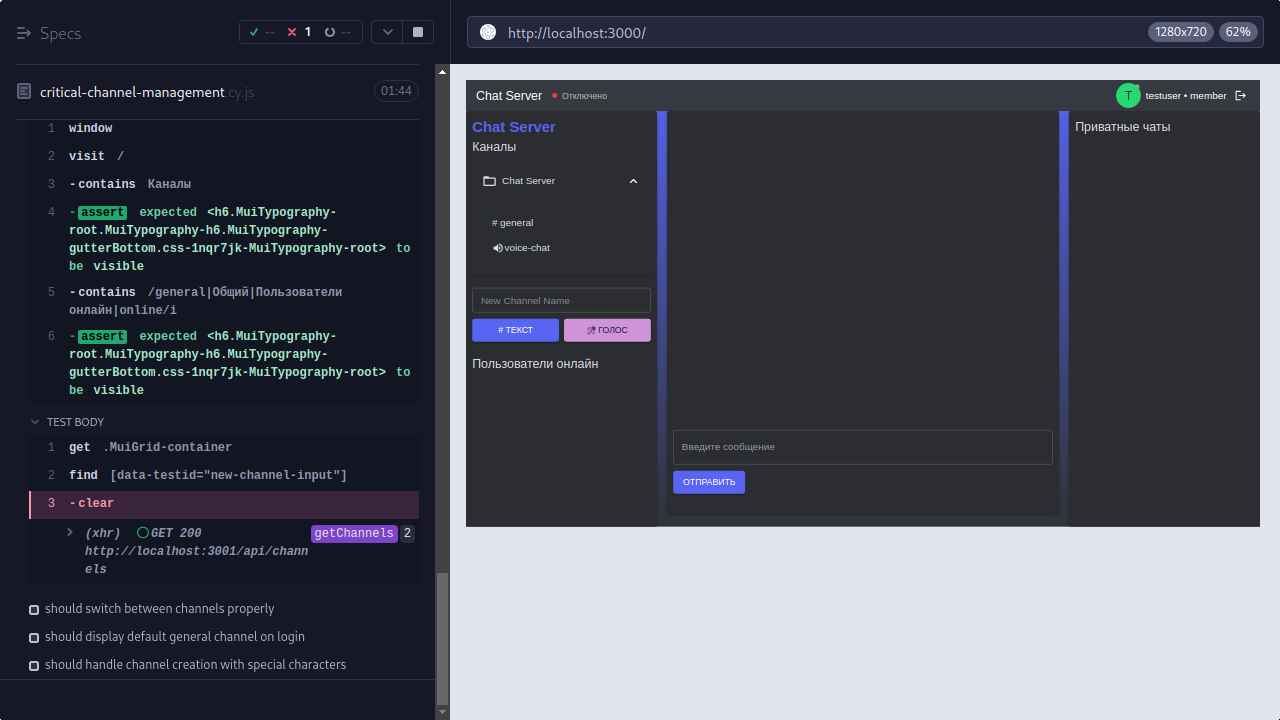 Specs
-- 1 --
critical-channel-management.cy.js 01:44
1 window
2 visit /
3 -contains Каналы
4 -assert expected <h6.MuiTypography-
root.MuiTypography-h6.MuiTypography-
gutterBottom.css-1nqr7jk-MuiTypography-root> to
be visible
5 -contains /general|Общий|Пользователи
онлайн|online/i
6 -assert expected <h6.MuiTypography-
root.MuiTypography-h6.MuiTypography-
gutterBottom.css-1nqr7jk-MuiTypography-root> to
be visible
TEST BODY
1 get .MuiGrid-container
2 find [data-testid="new-channel-input"]
3 -clear
(xhr) GET 200 getChannels 2
http://localhost:3001/api/chann
els
should switch between channels properly
should display default general channel on login
should handle channel creation with special characters
http://localhost:3000/ 1280x720 62%
Chat Server Отключено T testuser • member
Chat Server
Каналы
Chat Server
# general
voice-chat
New Channel Name
# ТЕКСТ ГОЛОС
Пользователи онлайн
Введите сообщение
ОТПРАВИТЬ
Приватные чаты